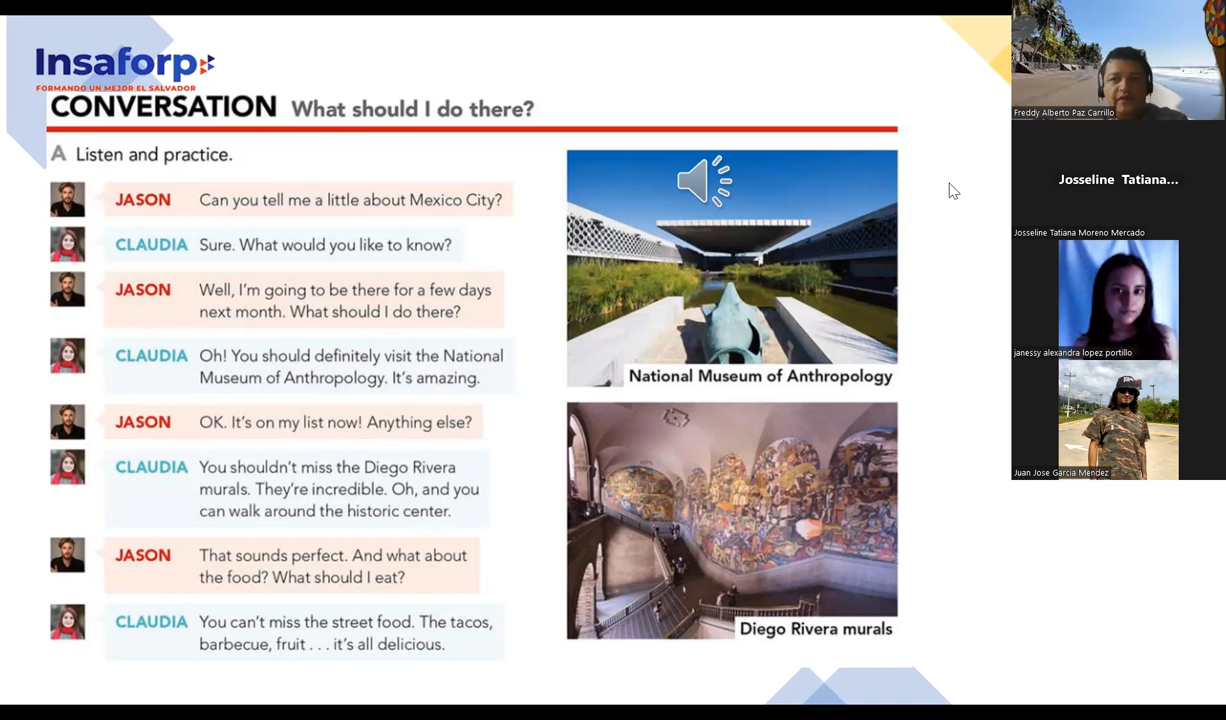 Insaforp
FORMANDO UN MEJOR EL SALVADOR
CONVERSATION What should I do there?
A Listen and practice.
JASON Can you tell me a little about Mexico City?
CLAUDIA Sure. What would you like to know?
JASON Well, I'm going to be there for a few days
next month. What should I do there?
CLAUDIA Oh! You should definitely visit the National
Museum of Anthropology. It's amazing.
JASON OK. It's on my list now! Anything else?
CLAUDIA You shouldn't miss the Diego Rivera
murals. They're incredible. Oh, and you
can walk around the historic center.
JASON That sounds perfect. And what about
the food? What should I eat?
CLAUDIA You can't miss the street food. The tacos,
barbecue, fruit . . . it's all delicious.
National Museum of Anthropology
Diego Rivera murals
Freddy Alberto Paz Carrillo
Josseline Tatiana...
Josseline Tatiana Moreno Mercado
janessy alexandra lopez portillo
Juan Jose Garcia Mendez